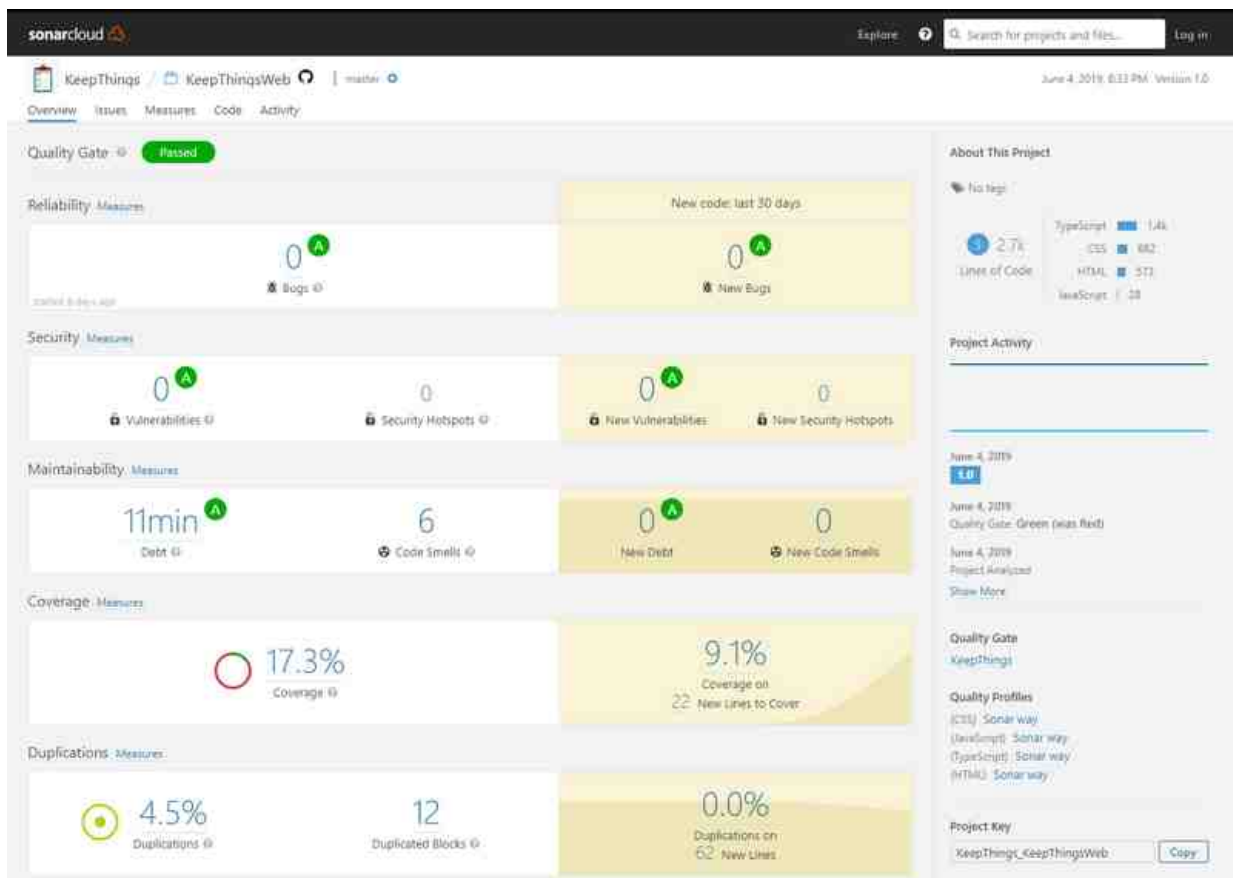 sonarcloud
Explore
Search for projects and files...
Log in
KeepThings / KeepThingsWeb
master
June 4, 2019, 6:33 PM Version 1.0
Overview Issues Measures Code Activity
Quality Gate Passed
Reliability Measures
New code: last 30 days
0 A
Bugs
0 A
New Bugs
started 8 days ago
Security Measures
0 A
Vulnerabilities
0
Security Hotspots
0 A
New Vulnerabilities
0
New Security Hotspots
Maintainability Measures
11min A
Debt
6
Code Smells
0 A
New Debt
0
New Code Smells
Coverage Measures
17.3%
Coverage
9.1%
Coverage on
22 New Lines to Cover
Duplications Measures
4.5%
Duplications
12
Duplicated Blocks
0.0%
Duplications on
62 New Lines
About This Project
No tags
S 2.7k
Lines of Code
TypeScript 1.4k
CSS 682
HTML 573
JavaScript 28
Project Activity
June 4, 2019
1.0
June 4, 2019
Quality Gate: Green (was Red)
June 4, 2019
Project Analyzed
Show More
Quality Gate
KeepThings
Quality Profiles
(CSS) Sonar way
(JavaScript) Sonar way
(TypeScript) Sonar way
(HTML) Sonar way
Project Key
KeepThings_KeepThingsWeb
Copy